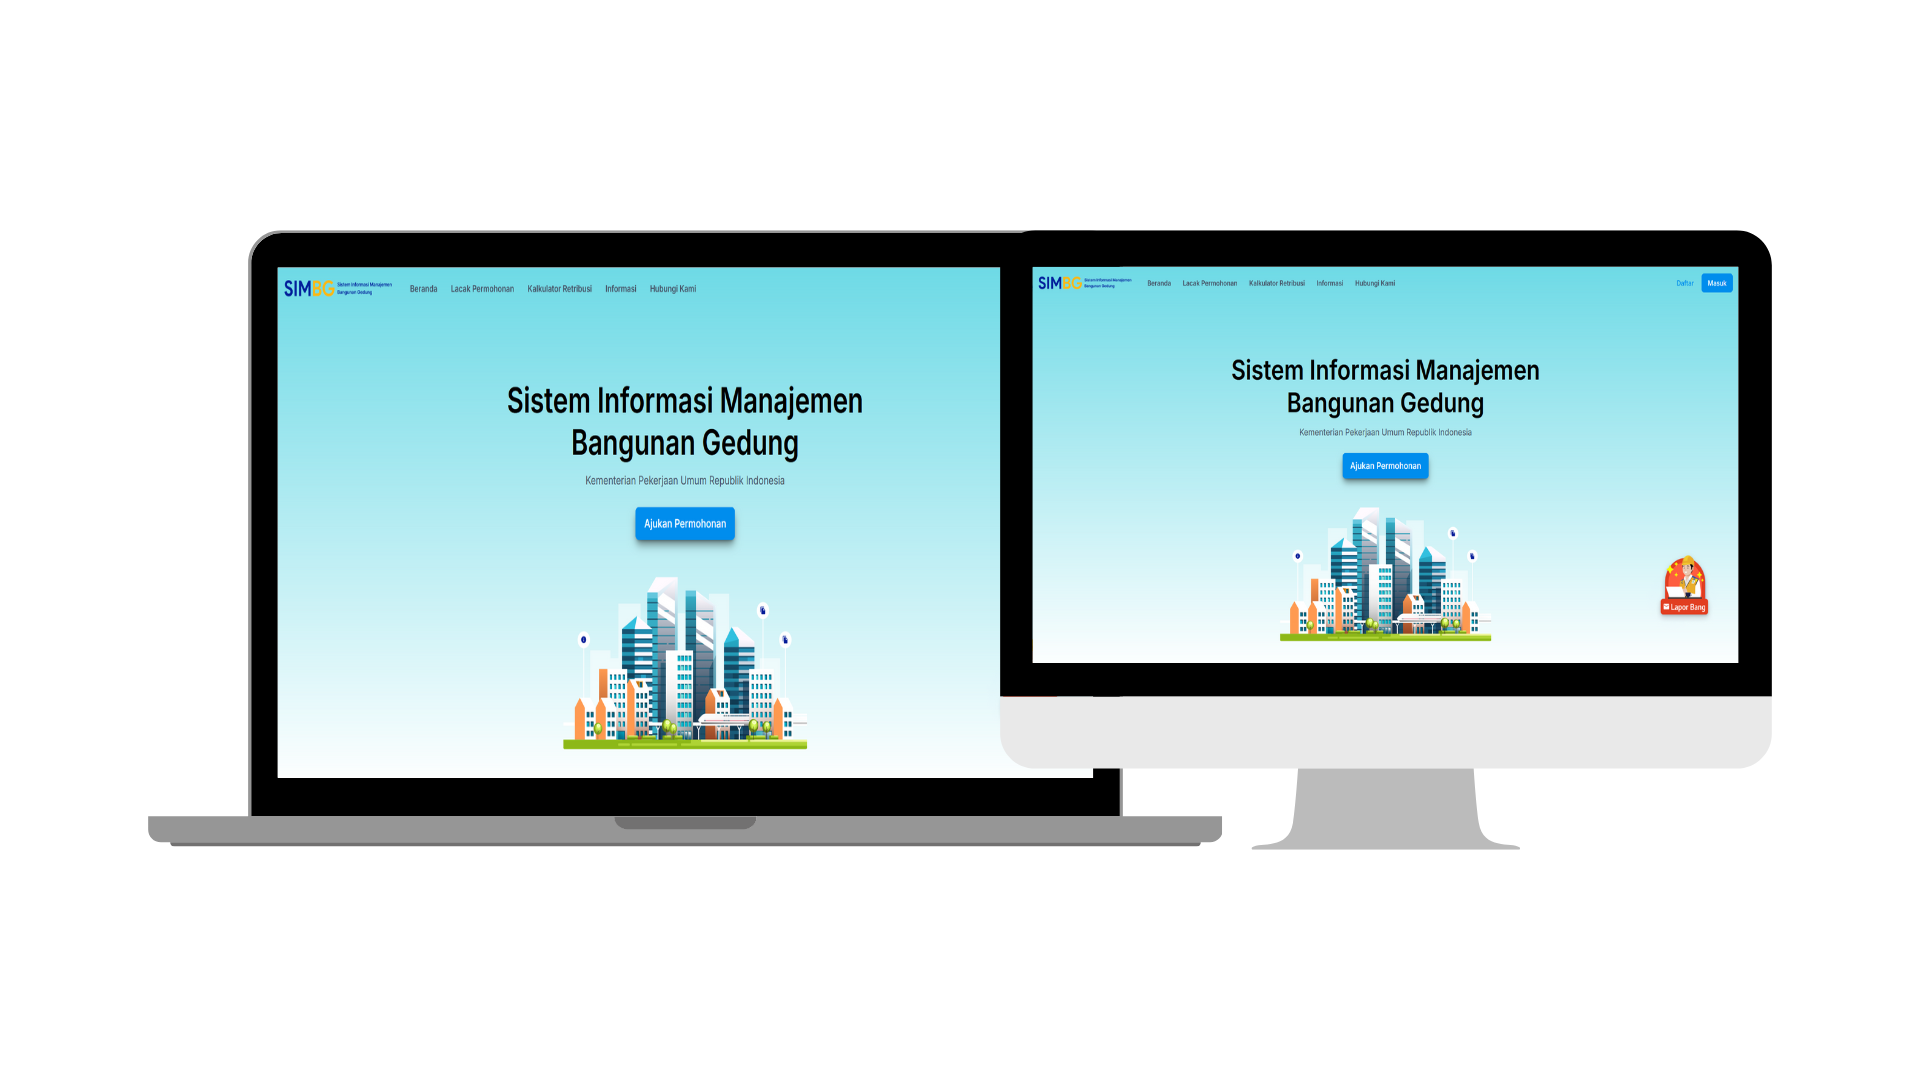 SIMBG
Sistem Informasi Manajemen
Bangunan Gedung
Beranda Lacak Permohonan Kalkulator Retribusi Informasi Hubungi Kami
Sistem Informasi Manajemen
Bangunan Gedung
Kementerian Pekerjaan Umum Republik Indonesia
Ajukan Permohonan
SIMBG
Sistem Informasi Manajemen
Bangunan Gedung
Beranda Lacak Permohonan Kalkulator Retribusi Informasi Hubungi Kami
Daftar Masuk
Sistem Informasi Manajemen
Bangunan Gedung
Kementerian Pekerjaan Umum Republik Indonesia
Ajukan Permohonan
Lapor Bang